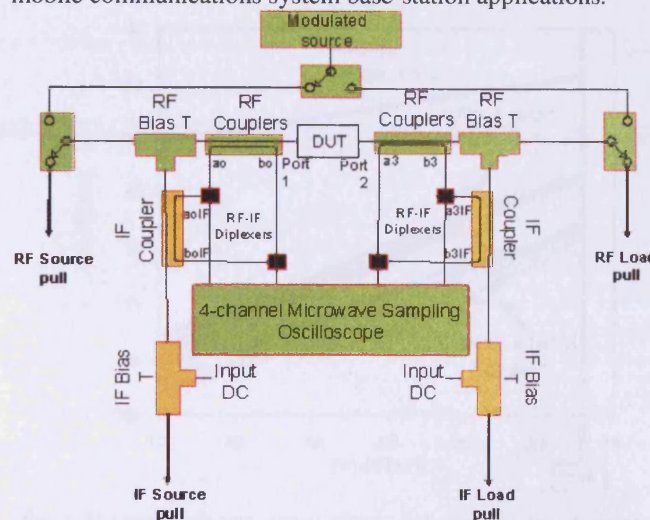 mobile communications system base-station applications.
Modulated
source
RF
Bias T
RF
Couplers
RF
Couplers
RF
Bias T
DUT
ao
bo
Port
1
Port
2
a3
b3
aoIF
boIF
IF
Coupler
RF-IF
Diplexers
RF-IF
Diplexers
a3IF
b3IF
IF
Coupler
RF Source
pull
RF Load
pull
4-channel Microwave Sampling
Oscilloscope
IF Bias
T
Input
DC
Input
DC
IF Bias
T
IF Source
pull
IF Load
pull